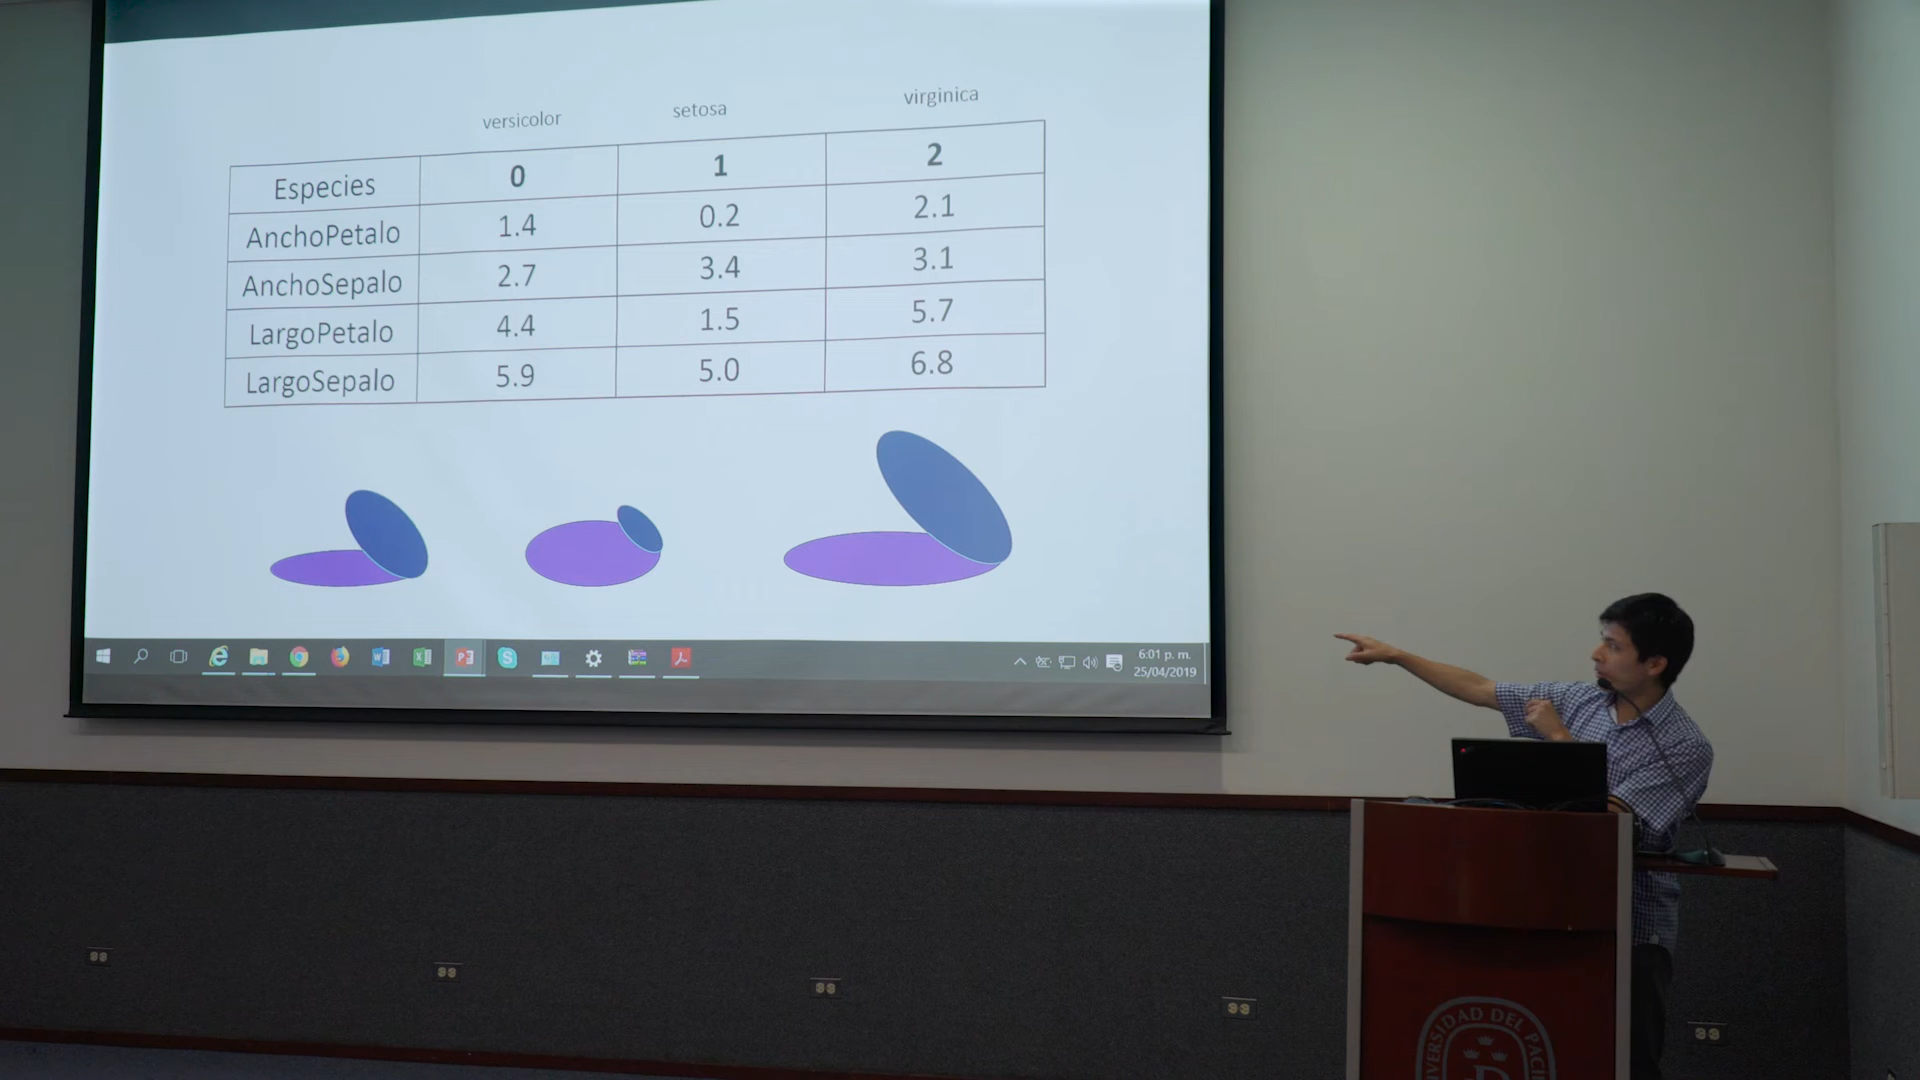 versicolor setosa virginica
Especies 0 1 2
AnchoPetalo 1.4 0.2 2.1
AnchoSepalo 2.7 3.4 3.1
LargoPetalo 4.4 1.5 5.7
LargoSepalo 5.9 5.0 6.8
6:01 p. m.
25/04/2019